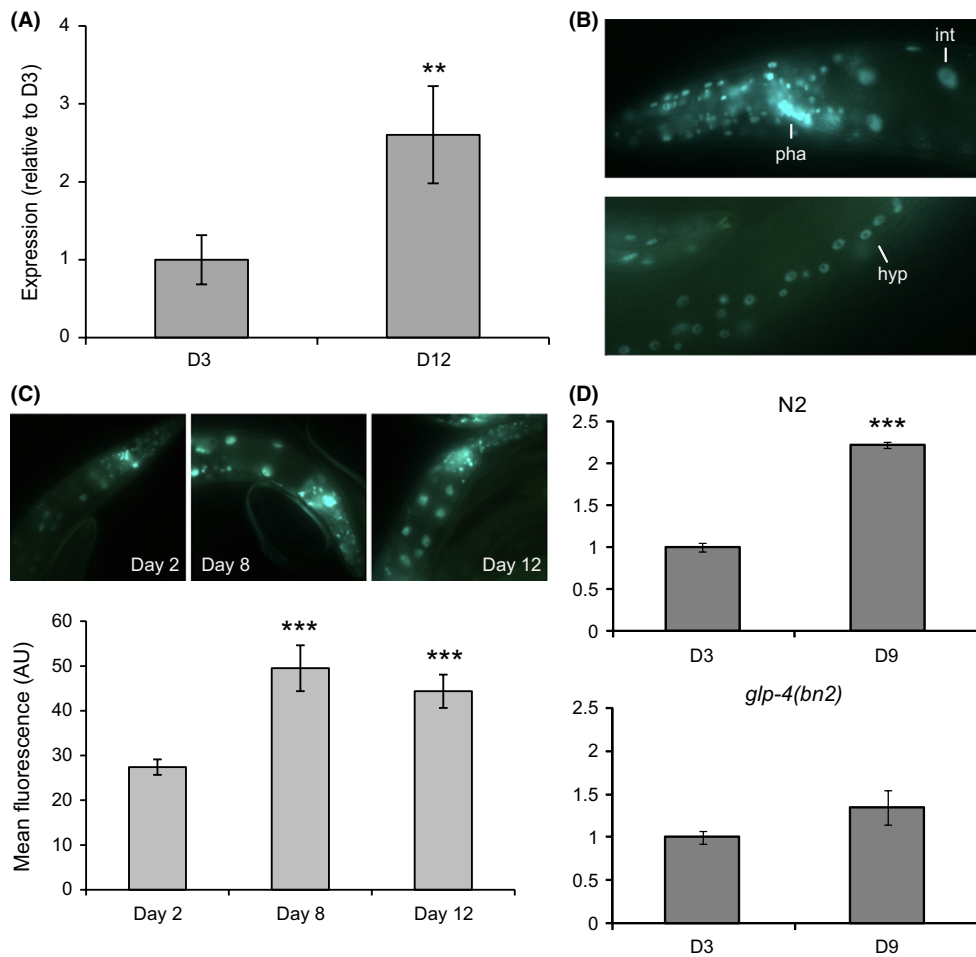 (A)
Expression (relative to D3)
4
3
2
1
0
**
D3
D12
(B)
int
pha
hyp
(C)
Day 2
Day 8
Day 12
Mean fluorescence (AU)
60
50
40
30
20
10
0
***
***
Day 2
Day 8
Day 12
(D)
N2
2.5
2
1.5
1
0.5
0
***
D3
D9
glp-4(bn2)
2.5
2
1.5
1
0.5
0
D3
D9